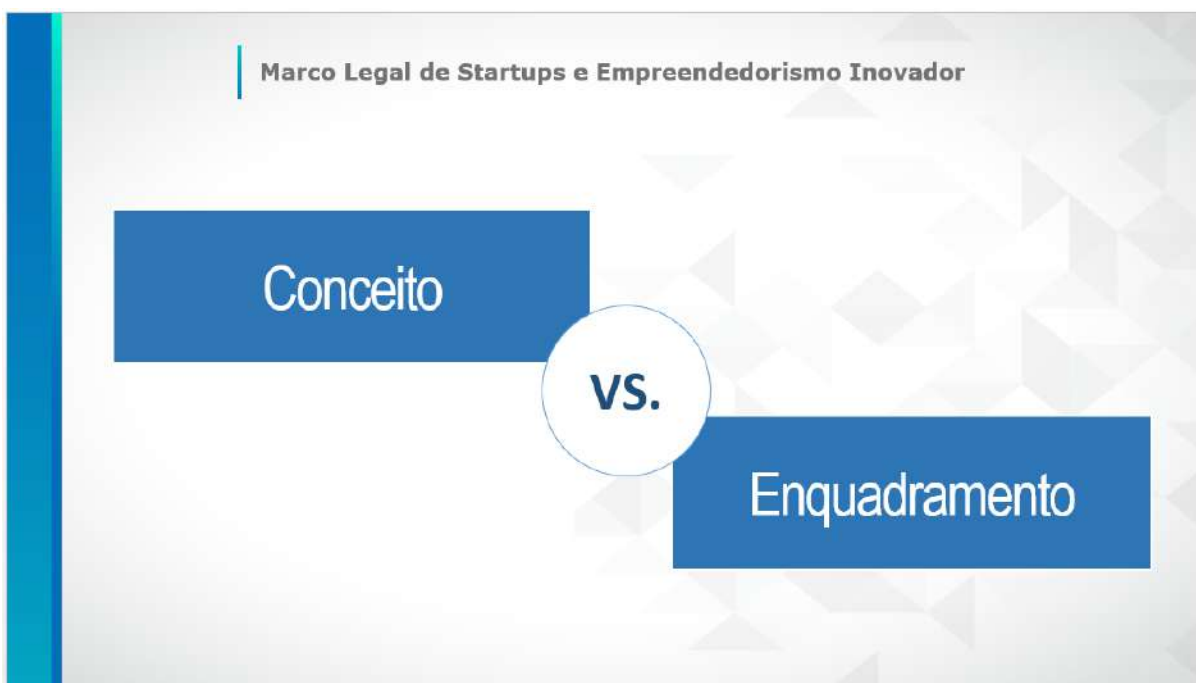 Marco Legal de Startups e Empreendedorismo Inovador
Conceito
VS.
Enquadramento